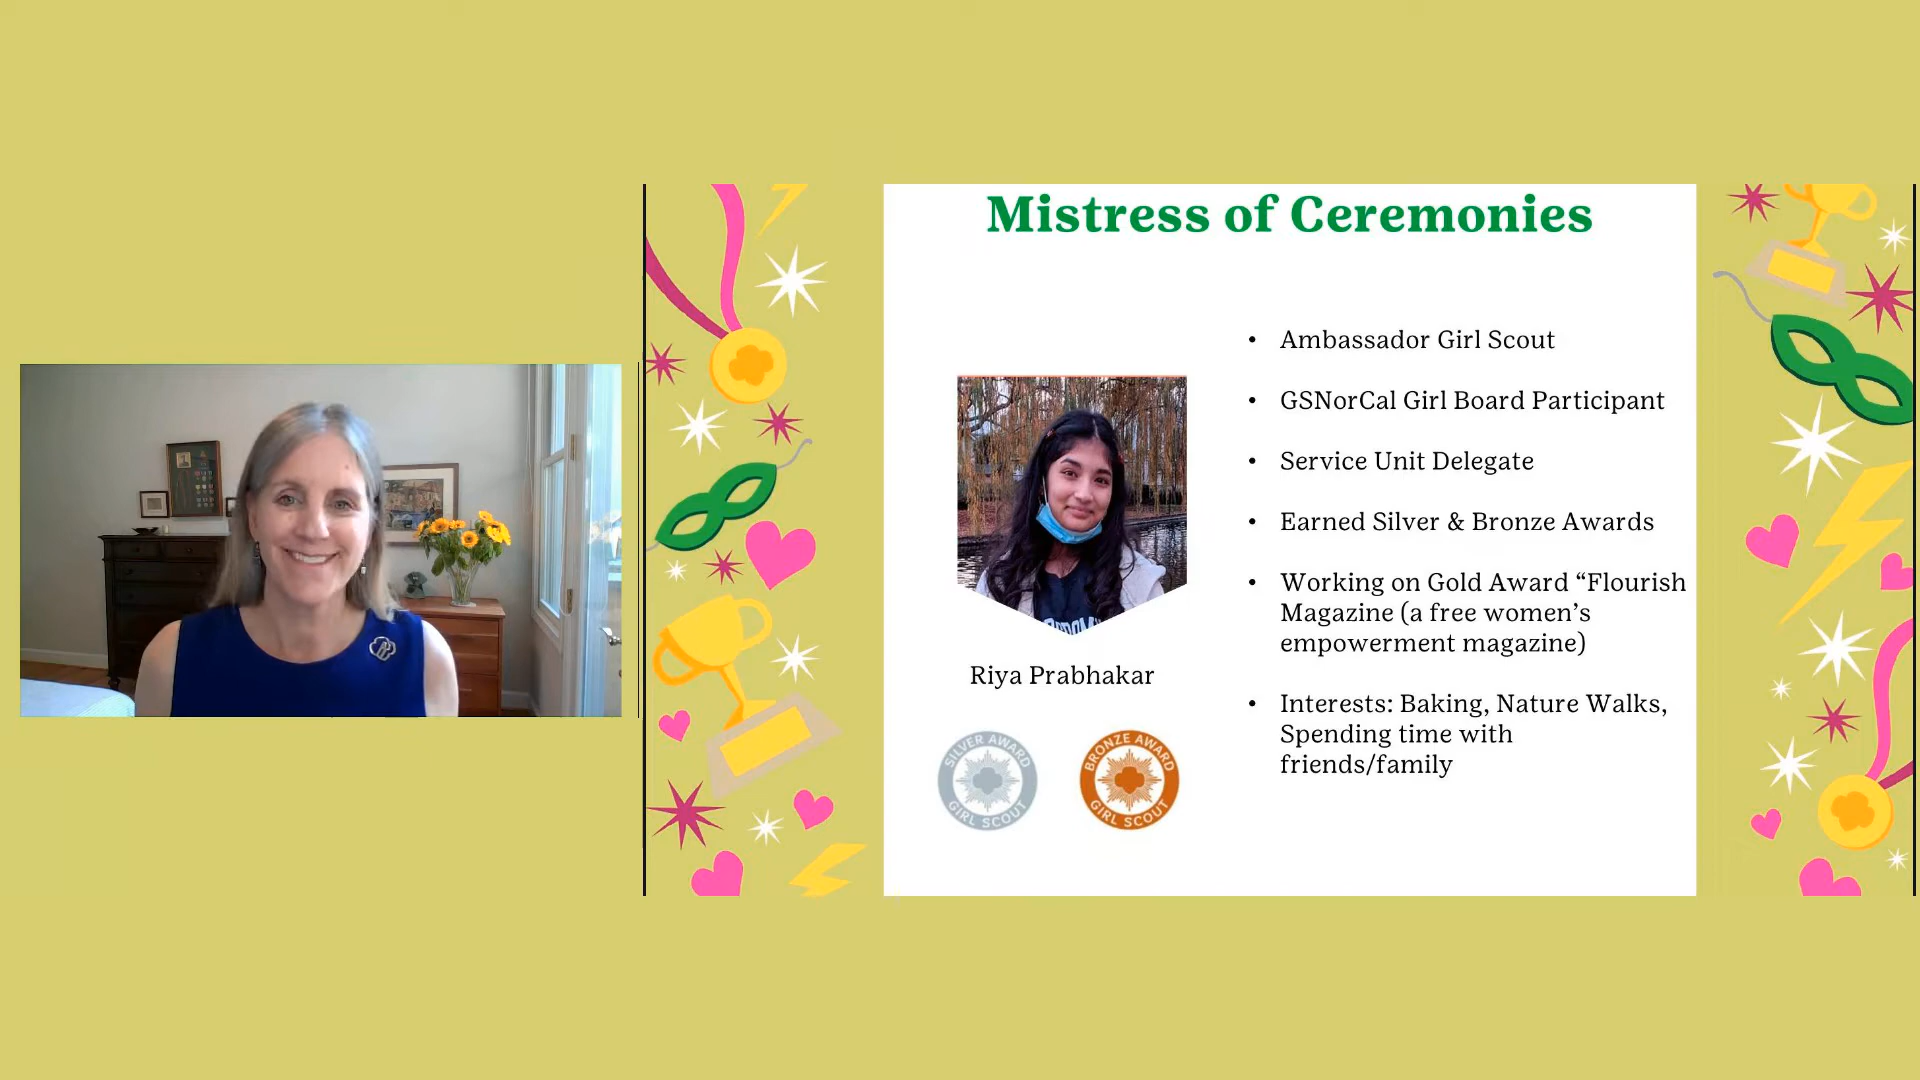 Mistress of Ceremonies
Riya Prabhakar
SILVER AWARD
GIRL SCOUT
BRONZE AWARD
GIRL SCOUT
• Ambassador Girl Scout
• GSNorCal Girl Board Participant
• Service Unit Delegate
• Earned Silver & Bronze Awards
• Working on Gold Award “Flourish
Magazine (a free women’s
empowerment magazine)
• Interests: Baking, Nature Walks,
Spending time with
friends/family